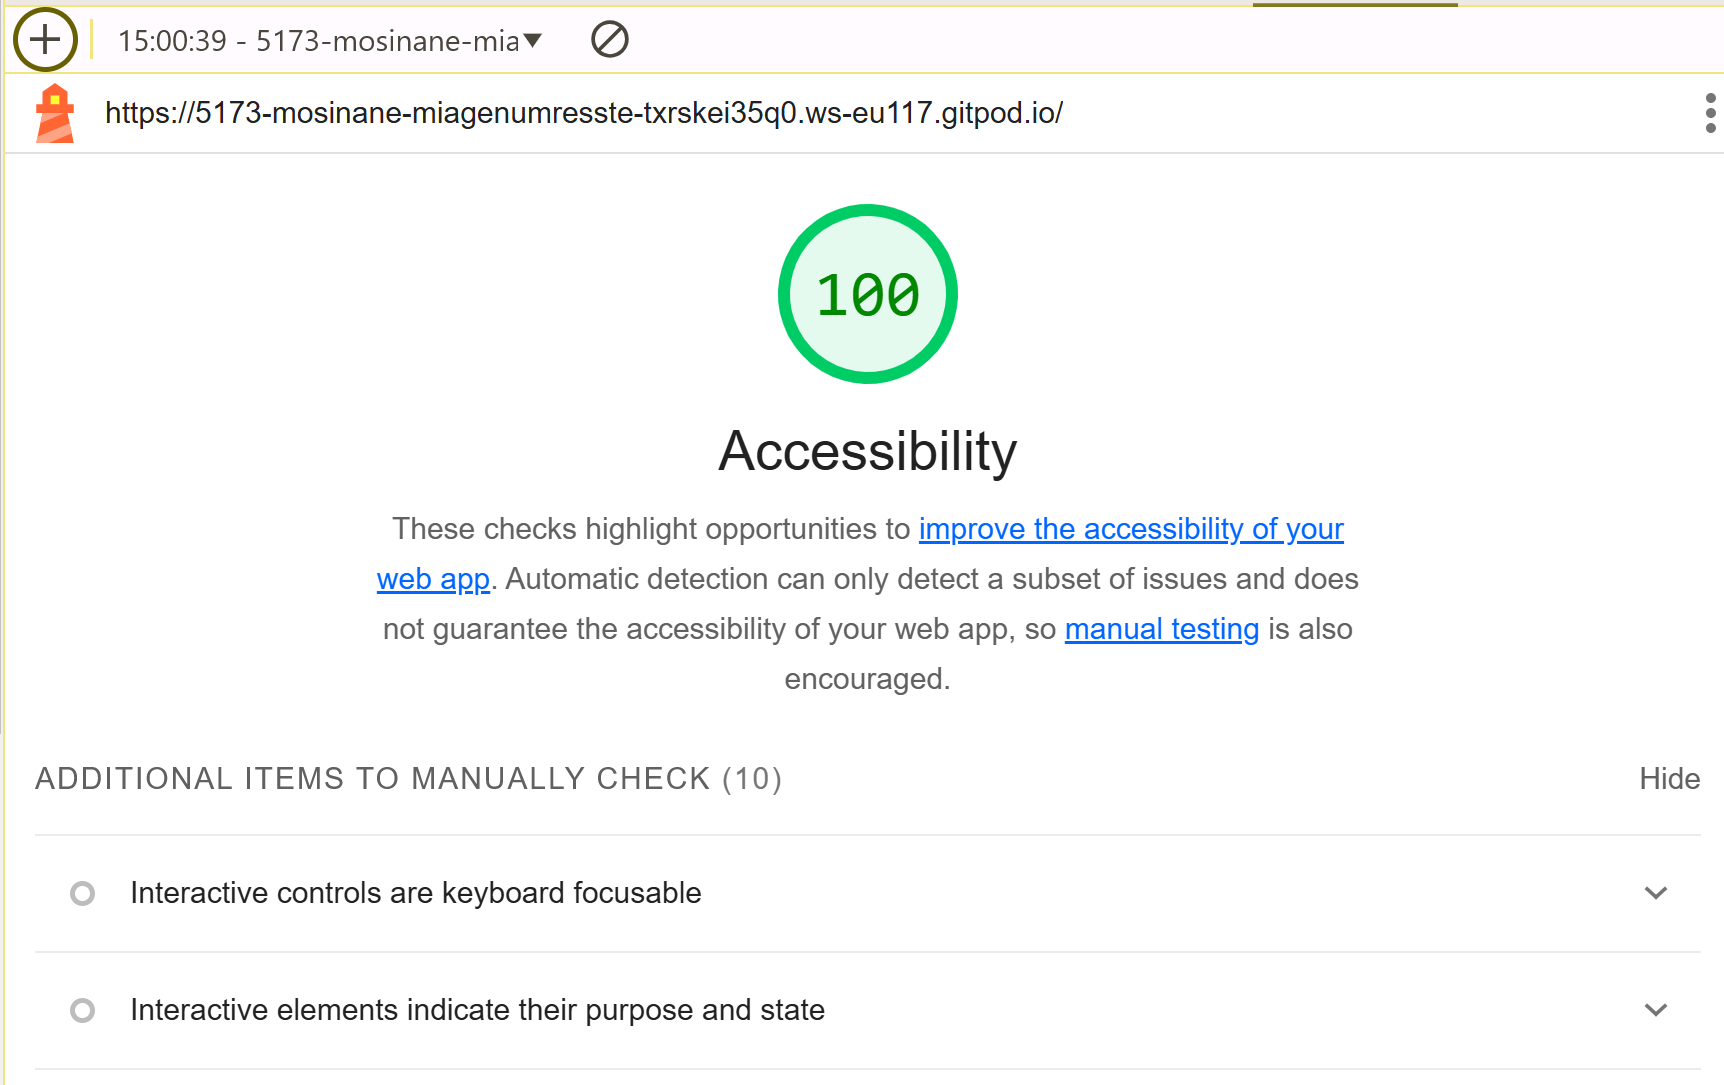 15:00:39 - 5173-mosinane-mia
https://5173-mosinane-miagenumresste-txrskei35q0.ws-eu117.gitpod.io/
100
Accessibility
These checks highlight opportunities to improve the accessibility of your
web app. Automatic detection can only detect a subset of issues and does
not guarantee the accessibility of your web app, so manual testing is also
encouraged.
ADDITIONAL ITEMS TO MANUALLY CHECK (10) Hide
Interactive controls are keyboard focusable
Interactive elements indicate their purpose and state